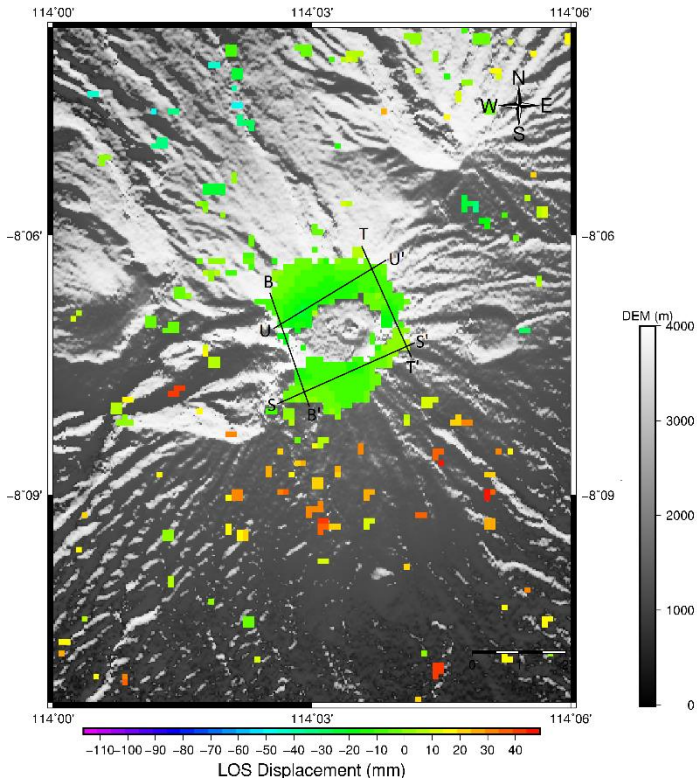 114˚00' 114˚03' 114˚06'
N
W E
S
-8˚06' -8˚06'
T
U'
B
DEM (m)
4000
U
S'
T'
3000
S
B'
-8˚09' -8˚09
2000
1000
0 1 2
0
114˚00' 114˚03' 114˚06'
-110 -100 -90 -80 -70 -60 -50 -40 -30 -20 -10 0 10 20 30 40
LOS Displacement (mm)